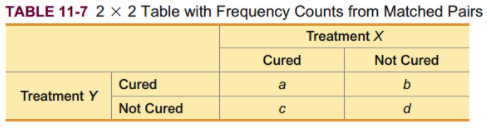 TABLE 11-7 2 × 2 Table with Frequency Counts from Matched Pairs
Treatment X
Cured Not Cured
Treatment Y Cured a b
Not Cured c d